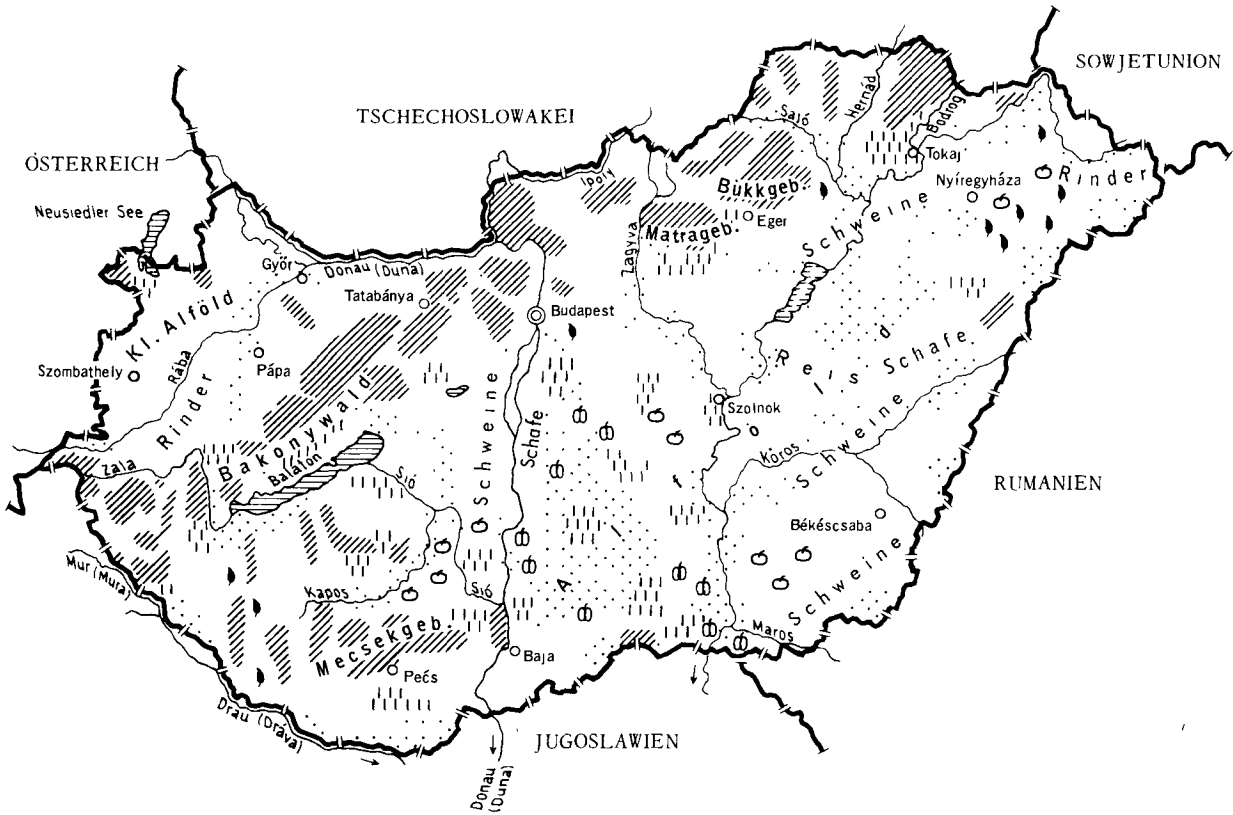 SOWJETUNION
TSCHECHOSLOWAKEI
ÖSTERREICH
Neusiedler See
Hernád
Bodrog
Sajó
Tokaj
Ipoly
Bükkgeb.
Nyíregyháza
Rinder
Eger
Matrageb.
Zagyva
Schweine
Győr
Donau (Duna)
Tatabánya
Budapest
Kl. Alföld
Szombathely
Rába
Pápa
Rinder
Schafe
Schweine
Schafe
Szolnok
Bakonywald
Balaton
Zala
Sió
Körös
Schweine
Schweine
RUMANIEN
Békéscsaba
Mur (Mura)
Kapos
Sió
Mecsekgeb.
Maros
Baja
Pećs
Drau (Dráva)
JUGOSLAWIEN
Donau
(Duna)